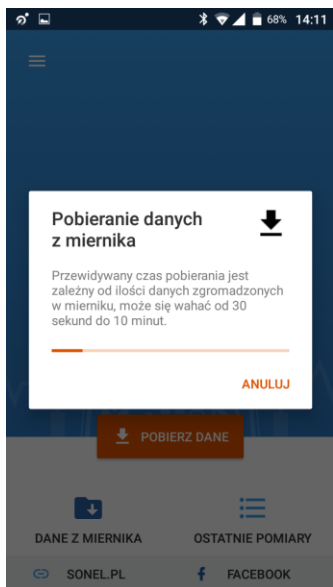 68% 14:11
Pobieranie danych
z miernika
Przewidywany czas pobierania jest
zależny od ilości danych zgromadzonych
w mierniku, może się wahać od 30
sekund do 10 minut.
ANULUJ
POBIERZ DANE
DANE Z MIERNIKA OSTATNIE POMIARY
SONEL.PL FACEBOOK